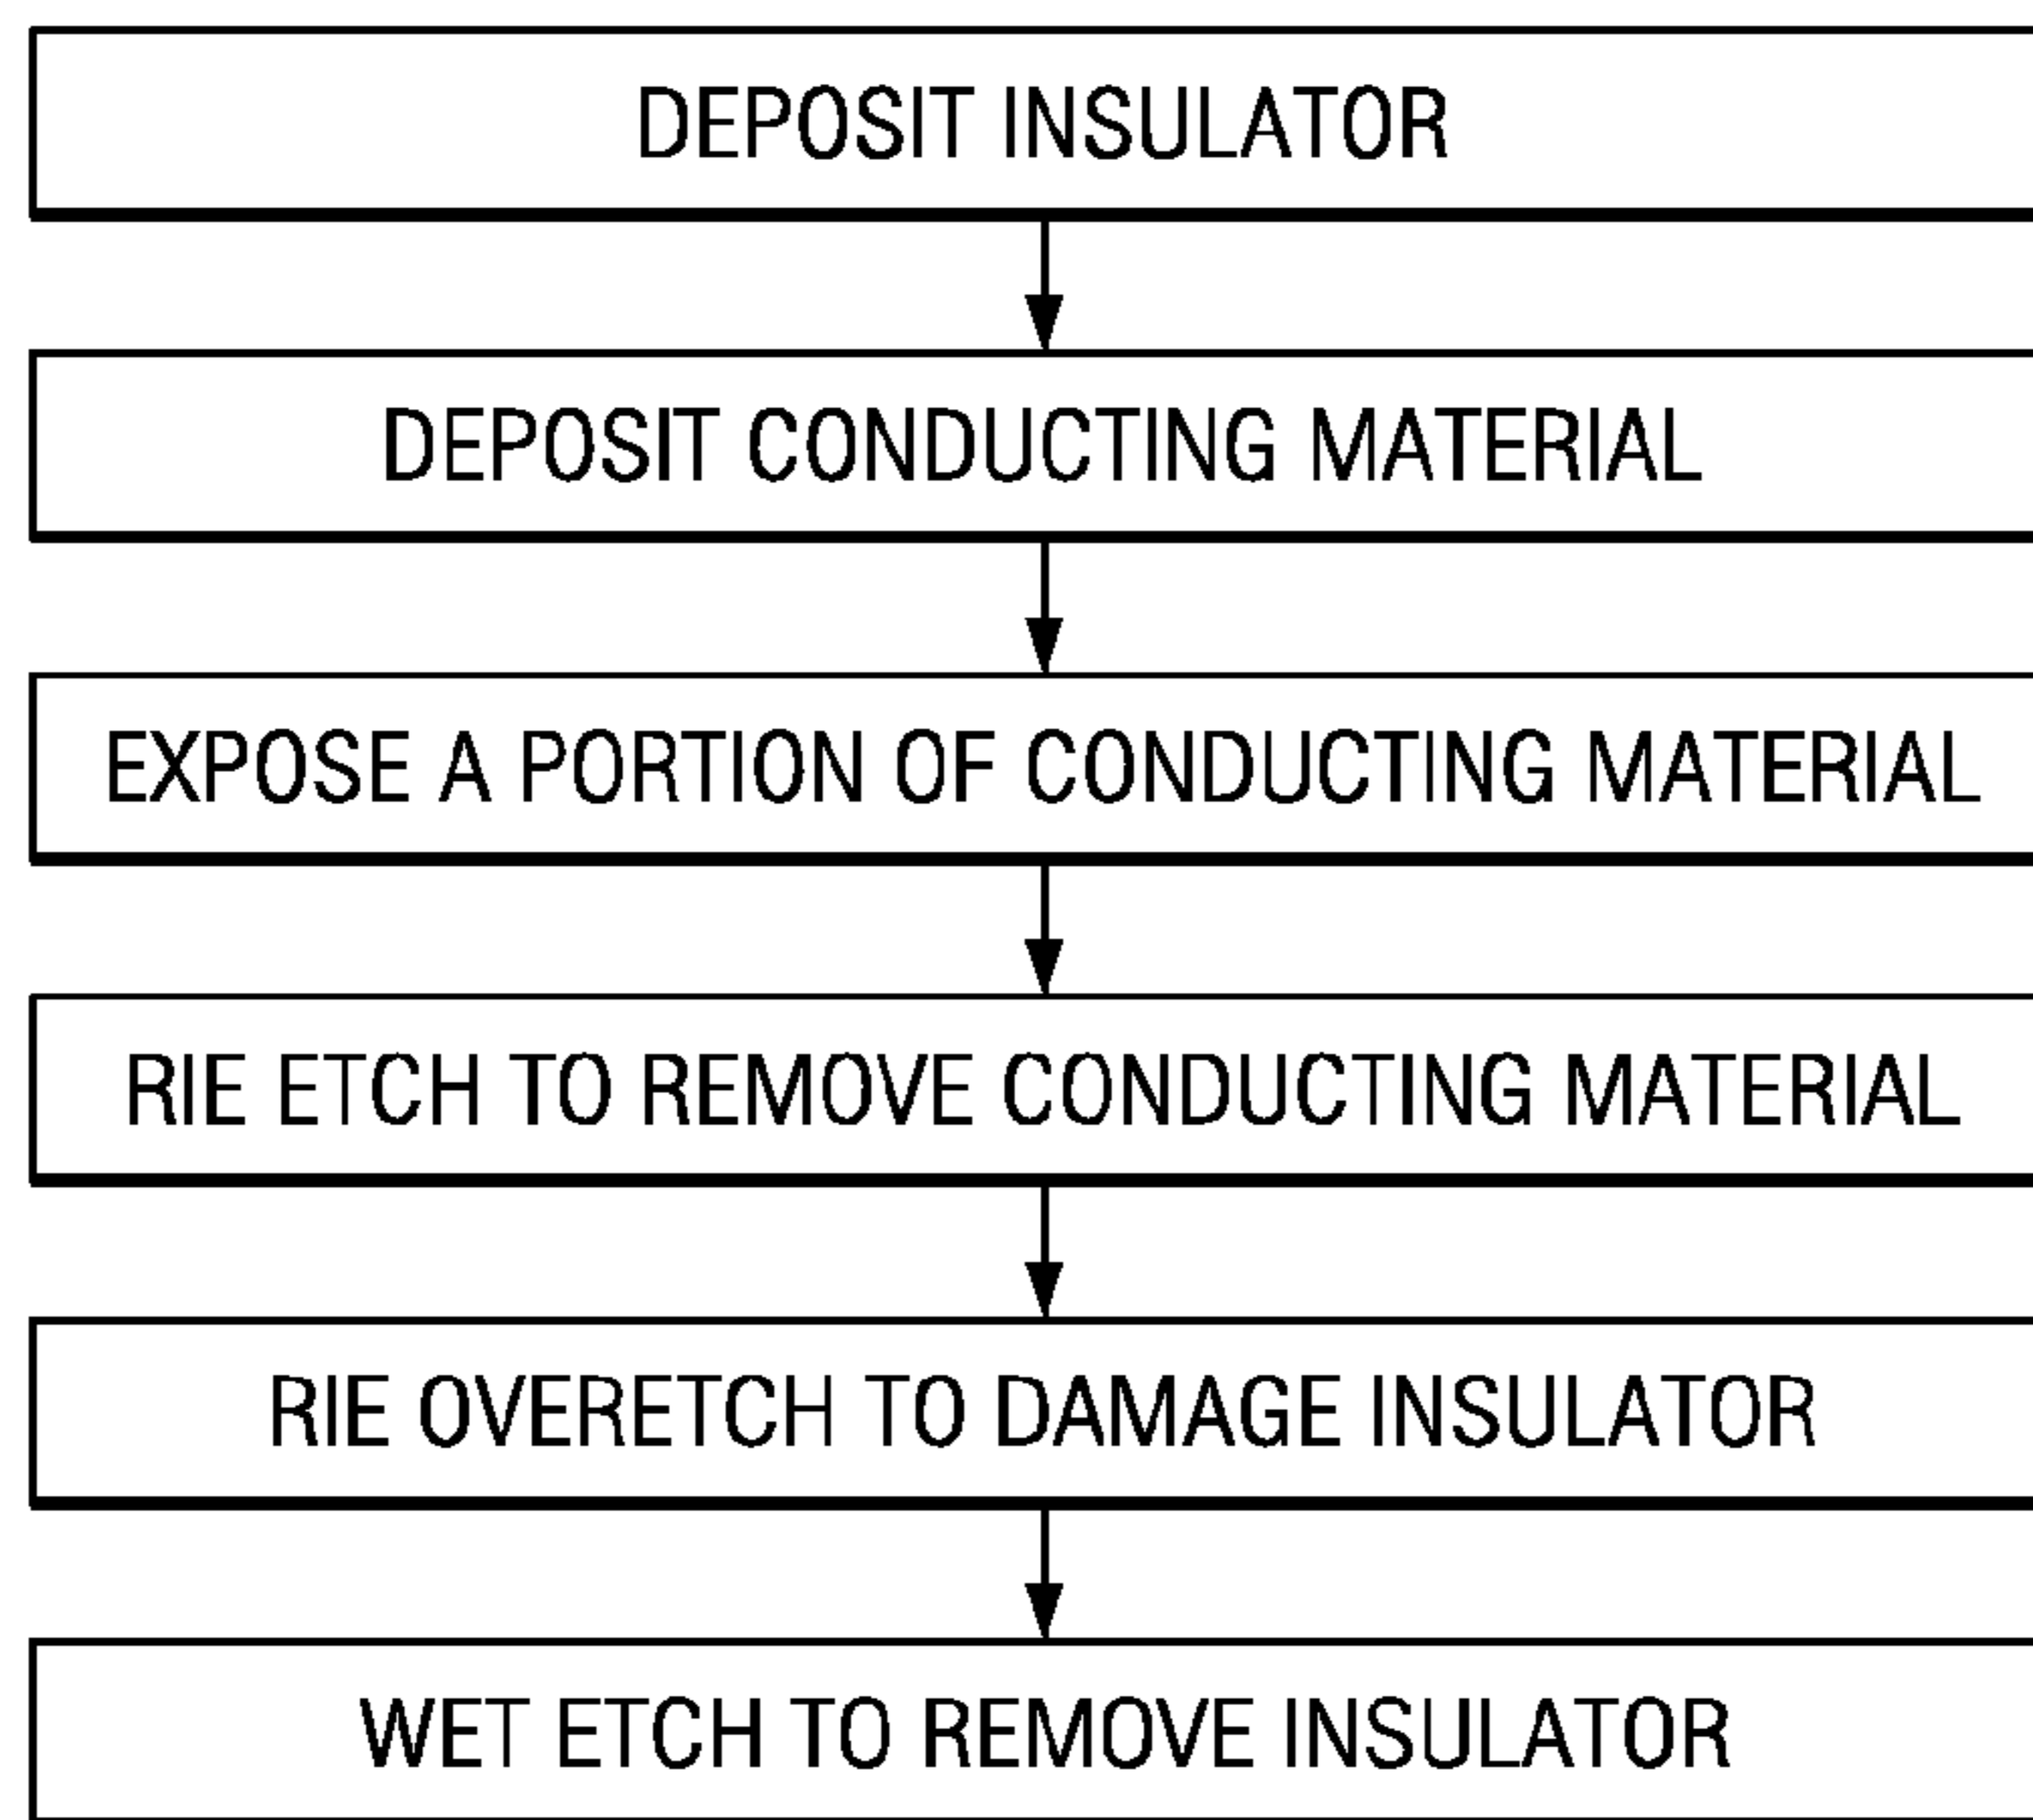 DEPOSIT INSULATOR
DEPOSIT CONDUCTING MATERIAL
EXPOSE A PORTION OF CONDUCTING MATERIAL
RIE ETCH TO REMOVE CONDUCTING MATERIAL
RIE OVERETCH TO DAMAGE INSULATOR
WET ETCH TO REMOVE INSULATOR